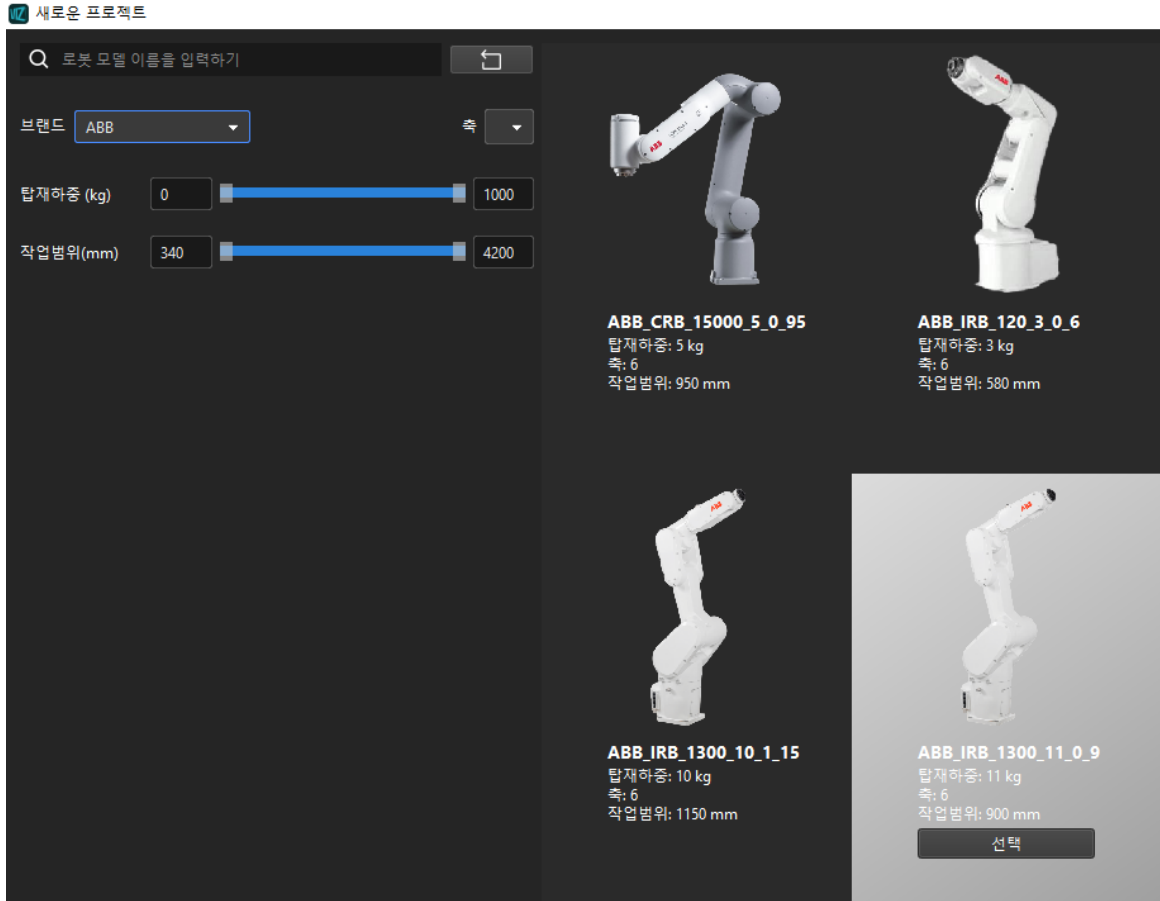 새로운 프로젝트
로봇 모델 이름을 입력하기
브랜드 ABB 축
탑재하중 (kg) 0 1000
작업범위(mm) 340 4200
ABB_CRB_15000_5_0_95
탑재하중: 5 kg
축: 6
작업범위: 950 mm
ABB_IRB_120_3_0_6
탑재하중: 3 kg
축: 6
작업범위: 580 mm
ABB_IRB_1300_10_1_15
탑재하중: 10 kg
축: 6
작업범위: 1150 mm
ABB_IRB_1300_11_0_9
탑재하중: 11 kg
축: 6
작업범위: 900 mm
선택